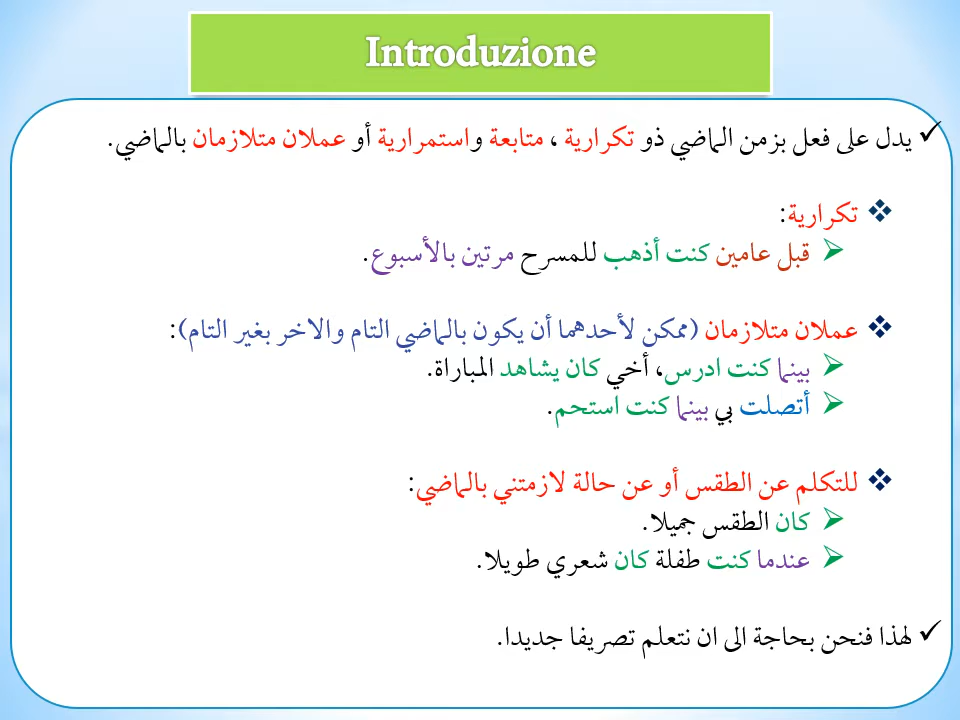 Introduzione
يدل على فعل بزمن الماضي ذو تكرارية ، متابعة واستمرارية أو عملان متلازمان بالماضي.
تكرارية:
قبل عامين كنت أذهب للمسرح مرتين بالأسبوع.
عملان متلازمان (ممكن لأحدهما أن يكون بالماضي التام والاخر بغير التام):
بينما كنت ادرس، أخي كان يشاهد المباراة.
أتصلت بي بينما كنت استحم.
للتكلم عن الطقس أو عن حالة لازمتني بالماضي:
كان الطقس جميلا.
عندما كنت طفلة كان شعري طويلا.
لهذا فنحن بحاجة الى ان نتعلم تصريفا جديدا.